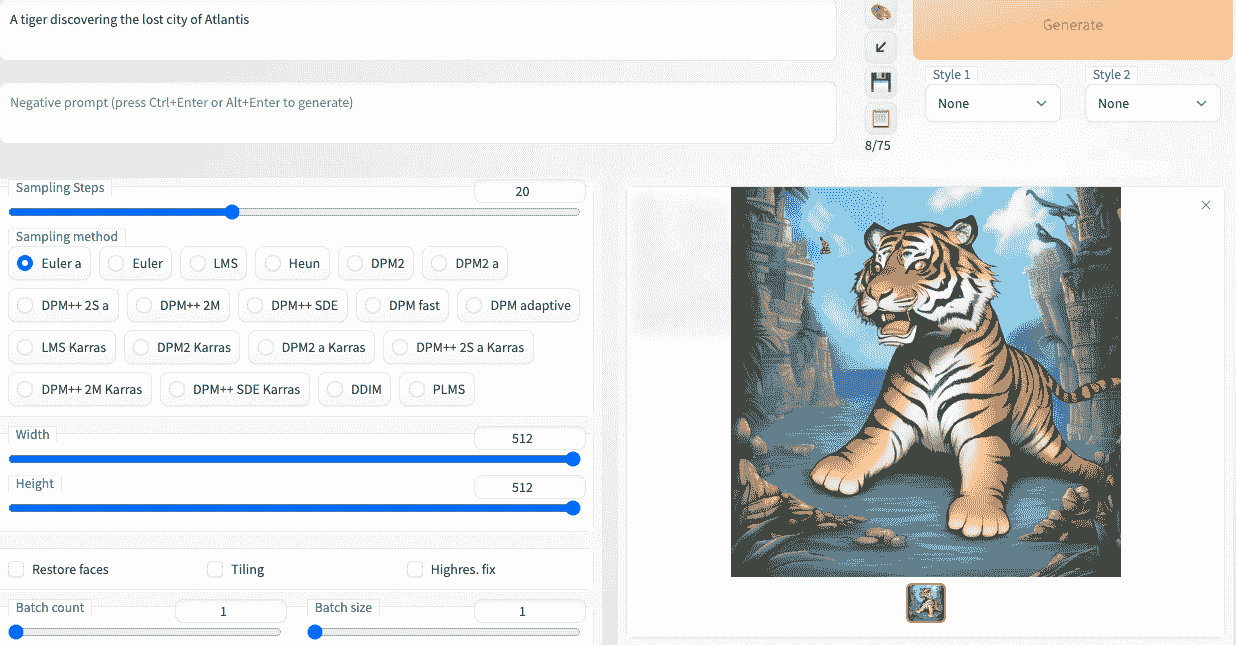 A tiger discovering the lost city of Atlantis
Generate
Style 1
Style 2
None
None
Negative prompt (press Ctrl+Enter or Alt+Enter to generate)
8/75
Sampling Steps
20
Sampling method
Euler a
Euler
LMS
Heun
DPM2
DPM2 a
DPM++ 2S a
DPM++ 2M
DPM++ SDE
DPM fast
DPM adaptive
LMS Karras
DPM2 Karras
DPM2 a Karras
DPM++ 2S a Karras
DPM++ 2M Karras
DPM++ SDE Karras
DDIM
PLMS
Width
512
Height
512
Restore faces
Tiling
Highres. fix
Batch count
1
Batch size
1